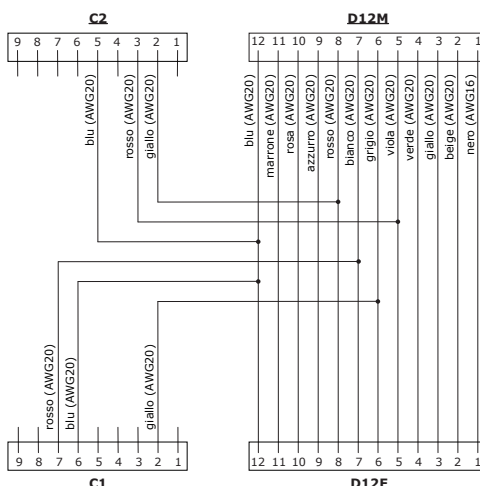 C2
D12M
9 8 7 6 5 4 3 2 1
12 11 10 9 8 7 6 5 4 3 2 1
blu (AWG20)
rosso (AWG20)
giallo (AWG20)
blu (AWG20)
marrone (AWG20)
rosa (AWG20)
azzurro (AWG20)
rosso (AWG20)
bianco (AWG20)
grigio (AWG20)
viola (AWG20)
verde (AWG20)
giallo (AWG20)
beige (AWG20)
nero (AWG16)
rosso (AWG20)
blu (AWG20)
giallo (AWG20)
9 8 7 6 5 4 3 2 1
12 11 10 9 8 7 6 5 4 3 2 1
C1
D12F